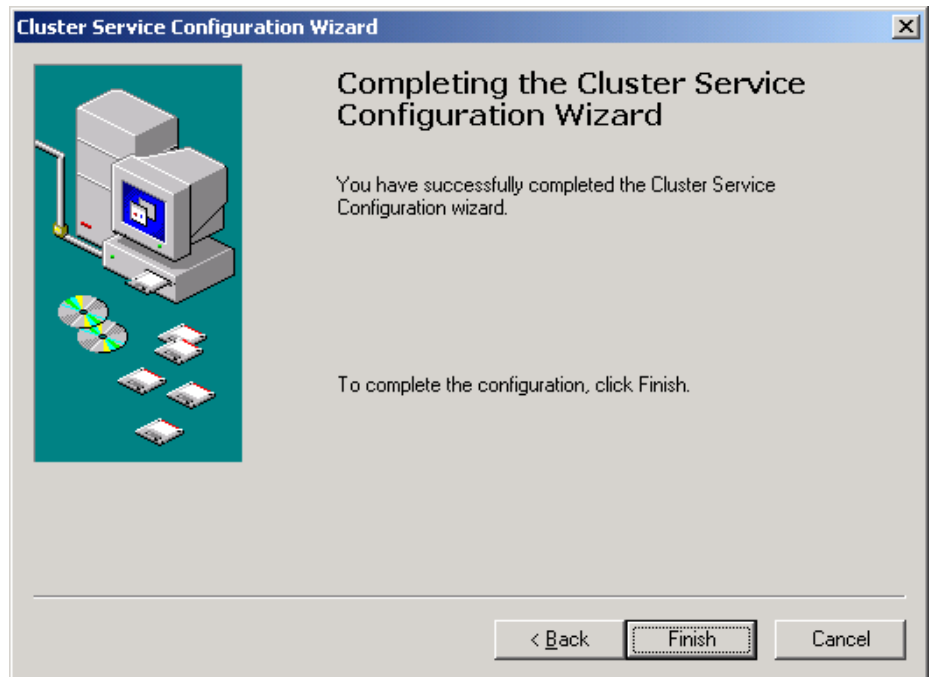 Cluster Service Configuration Wizard
Completing the Cluster Service
Configuration Wizard
You have successfully completed the Cluster Service
Configuration wizard.
To complete the configuration, click Finish.
< Back
Finish
Cancel